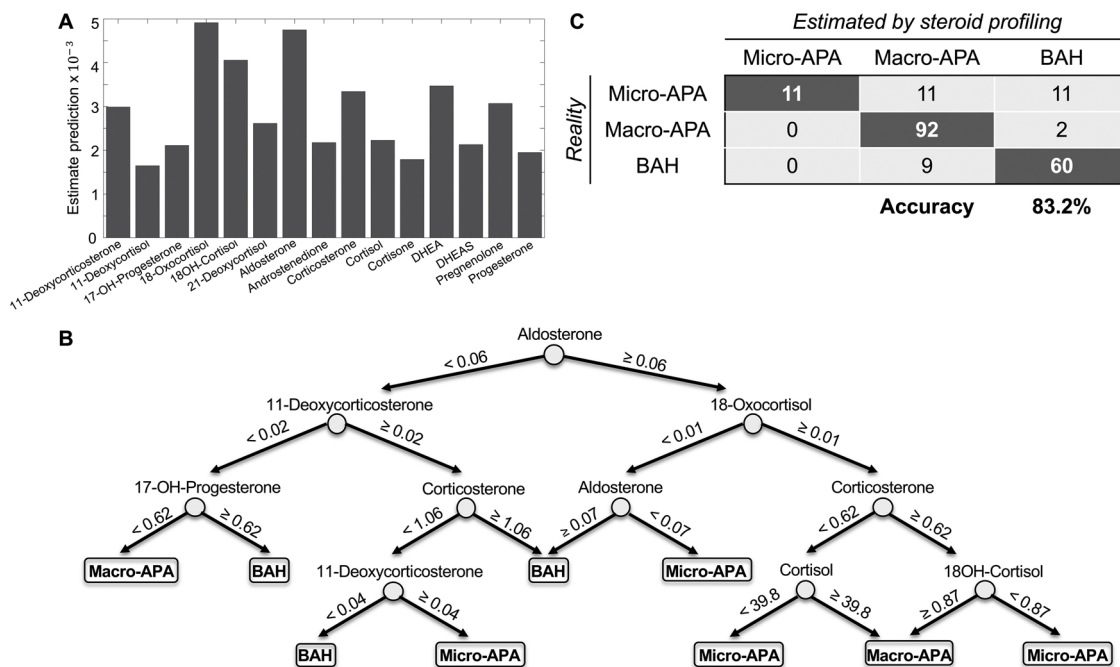 A
Estimate prediction x 10⁻³
5
4
3
2
1
0
11-Deoxycorticosterone
11-Deoxycortisol
17-OH-Progesterone
18-Oxocortisol
18OH-Cortisol
21-Deoxycortisol
Aldosterone
Androstenedione
Corticosterone
Cortisol
Cortisone
DHEA
DHEAS
Pregnenolone
Progesterone
C
Estimated by steroid profiling
Micro-APA Macro-APA BAH
Reality
Micro-APA 11 11 11
Macro-APA 0 92 2
BAH 0 9 60
Accuracy 83.2%
B
Aldosterone
< 0.06 ≥ 0.06
11-Deoxycorticosterone 18-Oxocortisol
< 0.02 ≥ 0.02 < 0.01 ≥ 0.01
17-OH-Progesterone Corticosterone Aldosterone Corticosterone
< 0.62 ≥ 0.62 < 1.06 ≥ 1.06 ≥ 0.07 < 0.07 < 0.62 ≥ 0.62
Macro-APA BAH 11-Deoxycorticosterone BAH Micro-APA Cortisol 18OH-Cortisol
< 0.04 ≥ 0.04 < 39.8 ≥ 39.8 ≥ 0.87 < 0.87
BAH Micro-APA Micro-APA Macro-APA Micro-APA